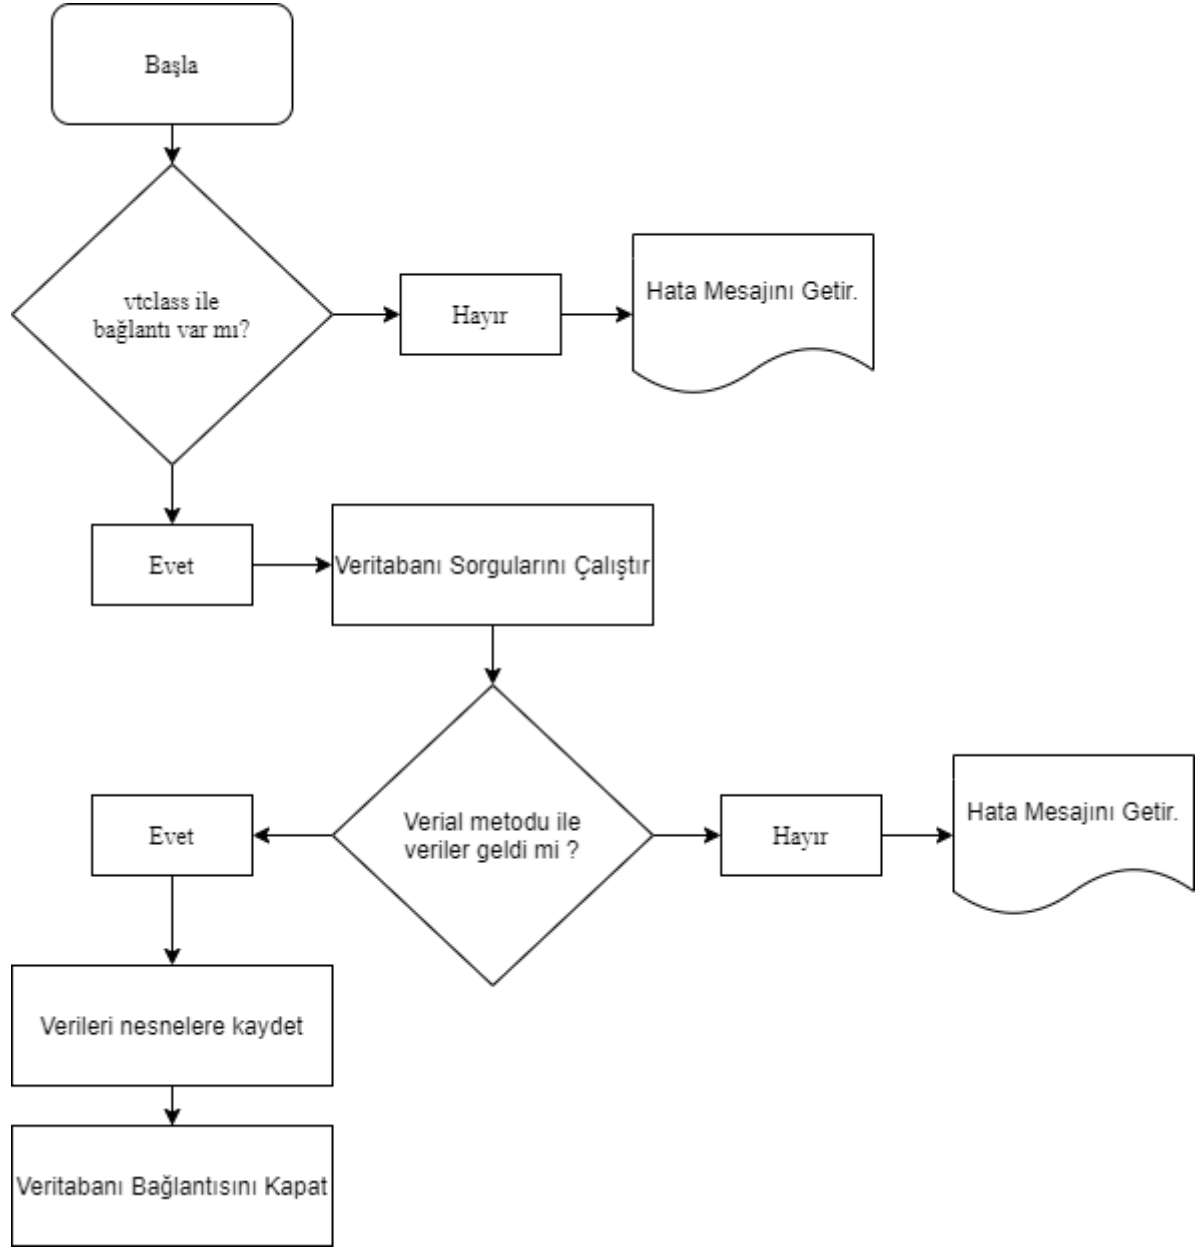 Başla
vtclass ile
bağlantı var mı?
Hayır
Hata Mesajını Getir.
Evet
Veritabanı Sorgularını Çalıştır
Verial metodu ile
veriler geldi mi ?
Evet
Hayır
Hata Mesajını Getir.
Verileri nesnelere kaydet
Veritabanı Bağlantısını Kapat